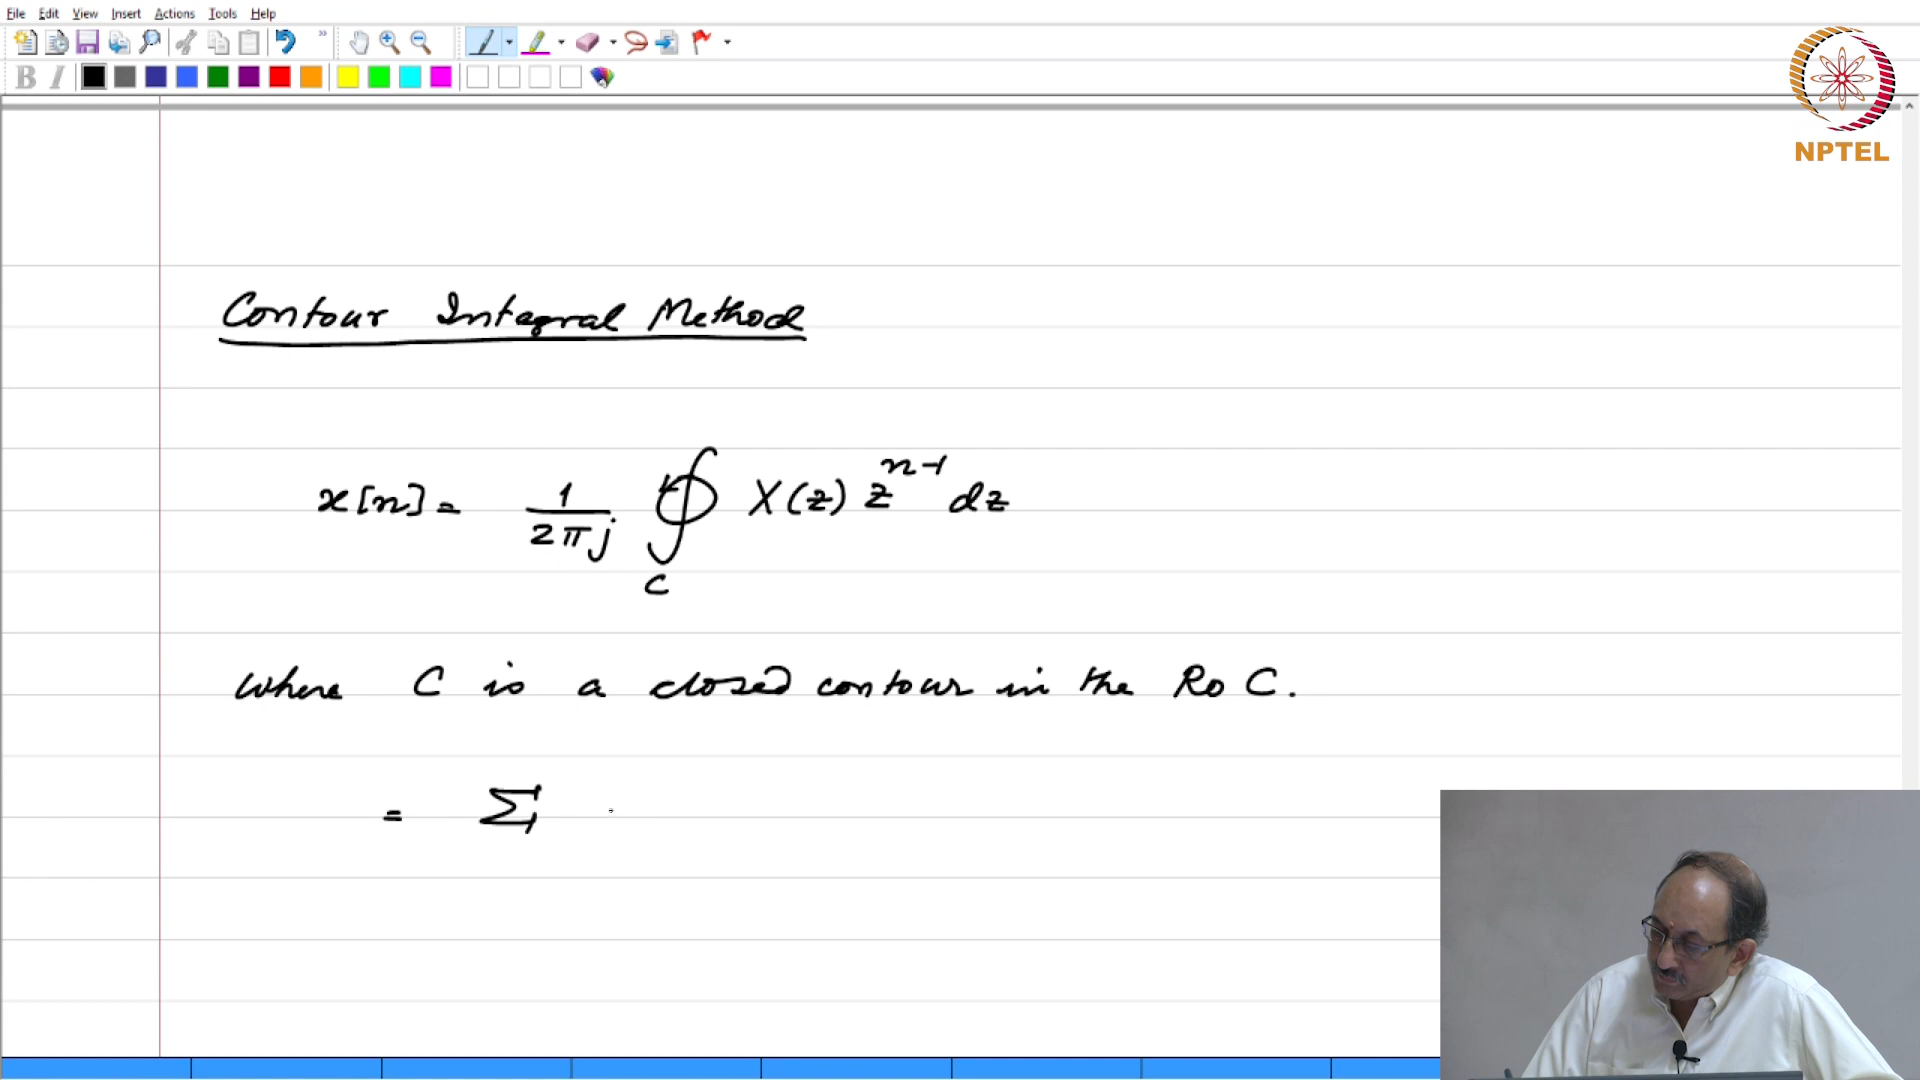 File Edit View Insert Actions Tools Help
B I
NPTEL
Contour Integral Method
x[n] = 1/2πj ∮_C X(z) z^{n-1} dz
where C is a closed contour in the RoC.
= Σ